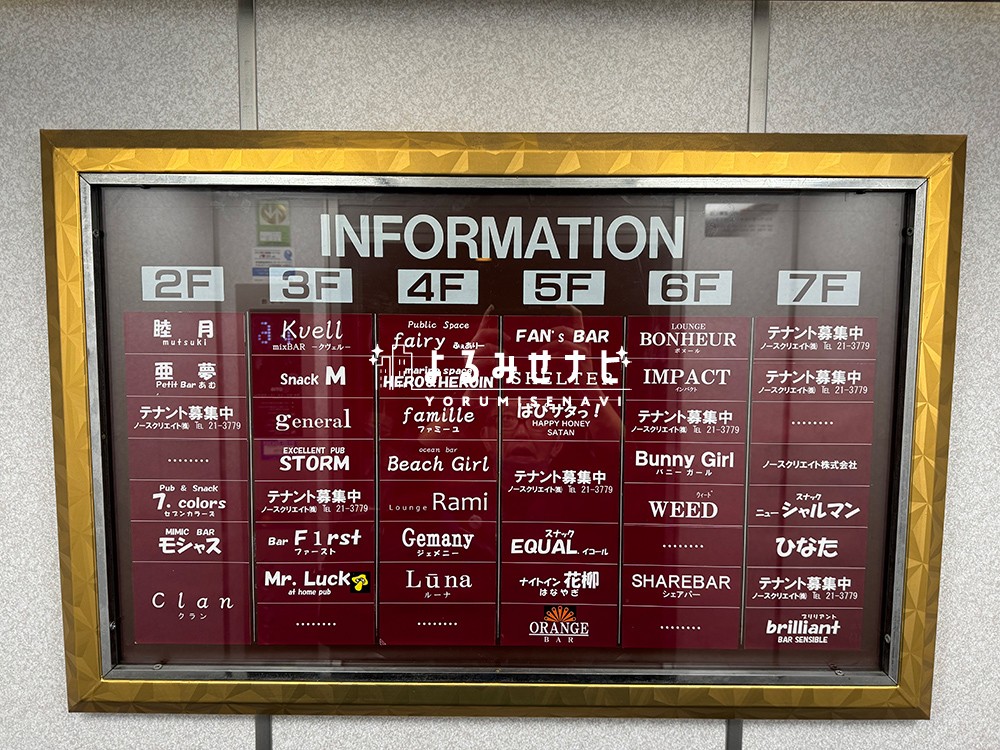 INFORMATION
2F
睦月
mutsuki
亜夢
Petit Bar あむ
テナント募集中
ノースクリエイト㈱ TEL 21-3779
........
Pub & Snack
7. colors
セブンカラーズ
MIMIC BAR
モシャス
Clan
クラン
3F
Kvell
mixBAR －クヴェル－
Snack M
general
EXCELLENT PUB
STORM
テナント募集中
ノースクリエイト㈱ TEL 21-3779
Bar F1rst
ファースト
Mr. Luck
at home pub
........
4F
Public Space
fairy ふぇありー
marine space
HERO&HEROIN
famille
ファミーユ
ocean bar
Beach Girl
Lounge Rami
Gemany
ジェメニー
Lūna
ルーナ
........
5F
FAN's BAR
SHELTER
はぴサタっ!
HAPPY HONEY
SATAN
テナント募集中
ノースクリエイト㈱ TEL 21-3779
スナック
EQUAL イコール
ナイトイン 花柳
はなやぎ
ORANGE
BAR
6F
LOUNGE
BONHEUR
ボヌール
IMPACT
インパクト
テナント募集中
ノースクリエイト㈱ TEL 21-3779
Bunny Girl
バニーガール
ウィード
WEED
........
SHAREBAR
シェアバー
........
7F
テナント募集中
ノースクリエイト㈱ TEL 21-3779
テナント募集中
ノースクリエイト㈱ TEL 21-3779
........
ノースクリエイト株式会社
スナック
ニューシャルマン
ひなた
テナント募集中
ノースクリエイト㈱ TEL 21-3779
ブリリアント
brilliant
BAR SENSIBLE
よるみせナビ
YORUMISENAVI